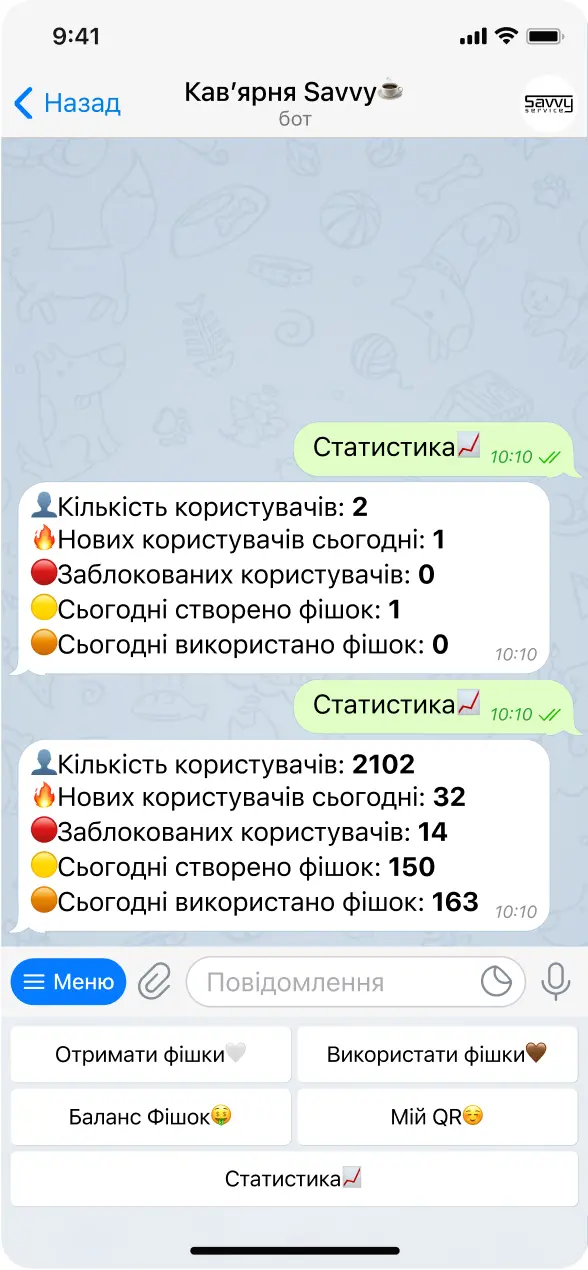 9:41
Назад
Кав’ярня Savvy☕
бот
Savvy
SERVICE
Статистика📈 10:10
👤Кількість користувачів: 2
🔥Нових користувачів сьогодні: 1
🔴Заблокованих користувачів: 0
🟡Сьогодні створено фішок: 1
🟠Сьогодні використано фішок: 0
10:10
Статистика📈 10:10
👤Кількість користувачів: 2102
🔥Нових користувачів сьогодні: 32
🔴Заблокованих користувачів: 14
🟡Сьогодні створено фішок: 150
🟠Сьогодні використано фішок: 163
10:10
Меню
Повідомлення
Отримати фішки🤍
Використати фішки🤎
Баланс Фішок🤑
Мій QR☺️
Статистика📈